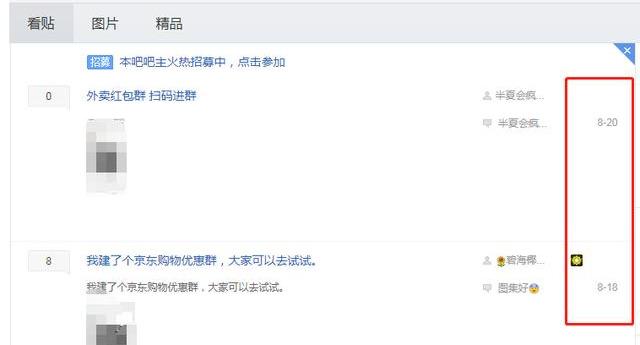 看贴 图片 精品
招募 本吧吧主火热招募中，点击参加
0 外卖红包群 扫码进群 半夏会疯...
半夏会疯... 8-20
8 我建了个京东购物优惠群，大家可以去试试。 碧海椰...
我建了个京东购物优惠群，大家可以去试试。 图集好 8-18